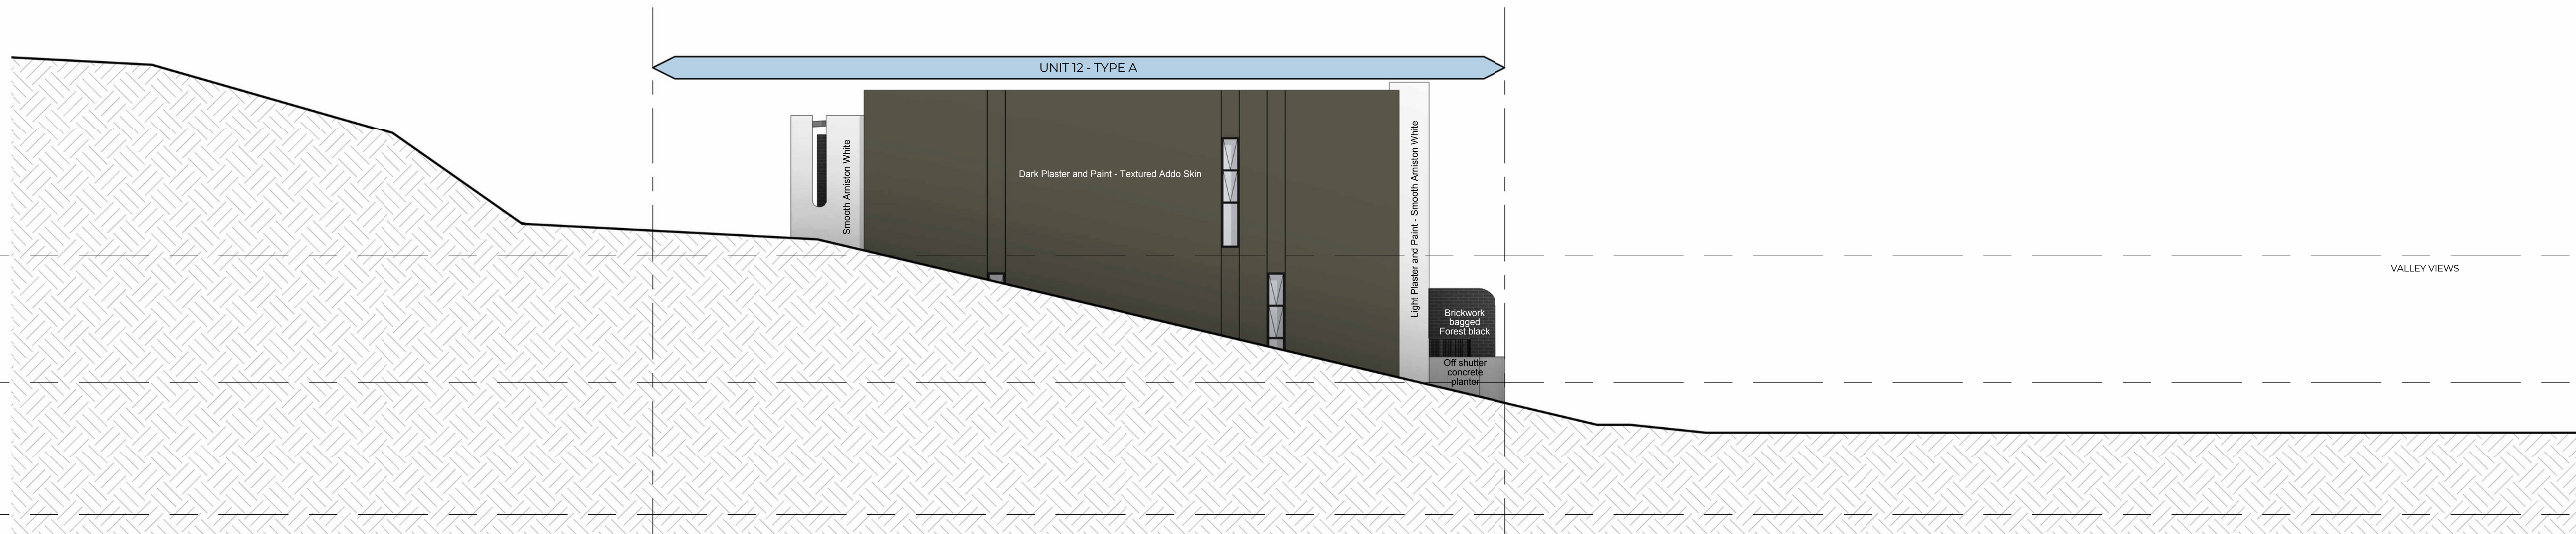 UNIT 12 - TYPE A
Smooth Amiston White
Dark Plaster and Paint - Textured Addo Skin
Light Plaster and Paint - Smooth Amiston White
VALLEY VIEWS
Brickwork
bagged
Forest black
Off shutter
concrete
planter